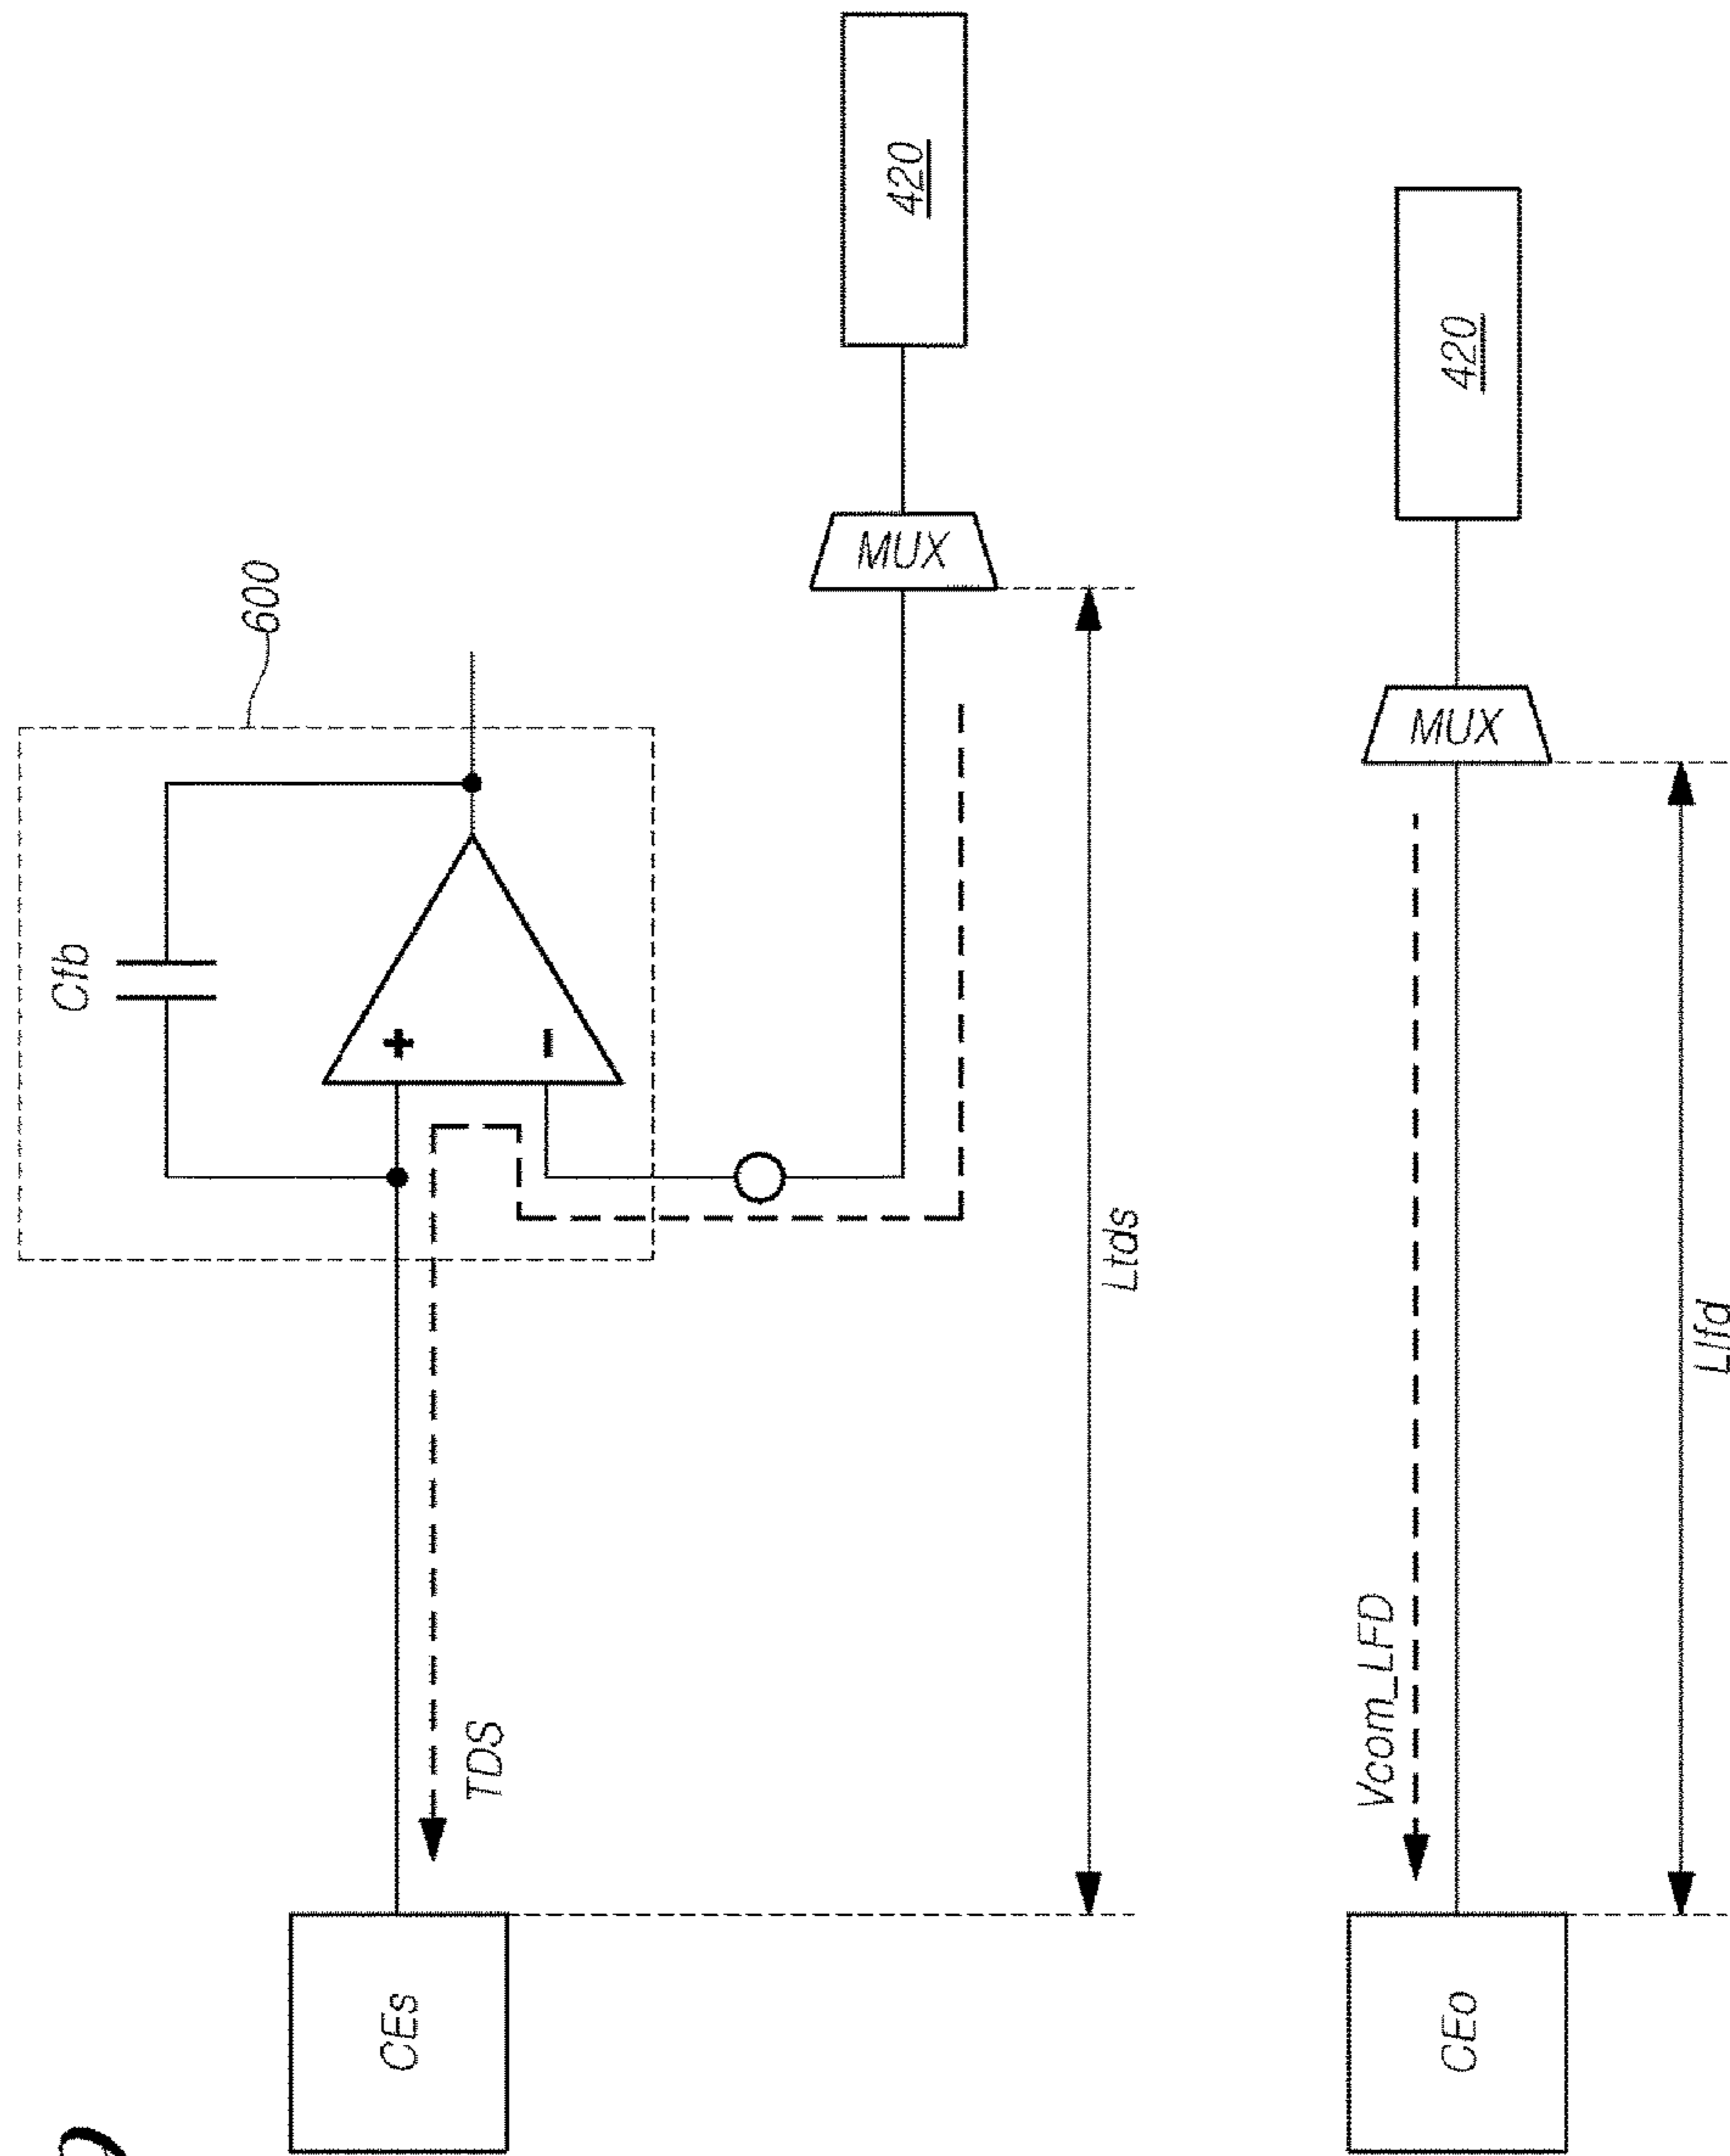 Cfb
600
CEs
+
TDS
−
MUX
420
Ltds
Vcom_LFD
CEo
MUX
420
Llfd